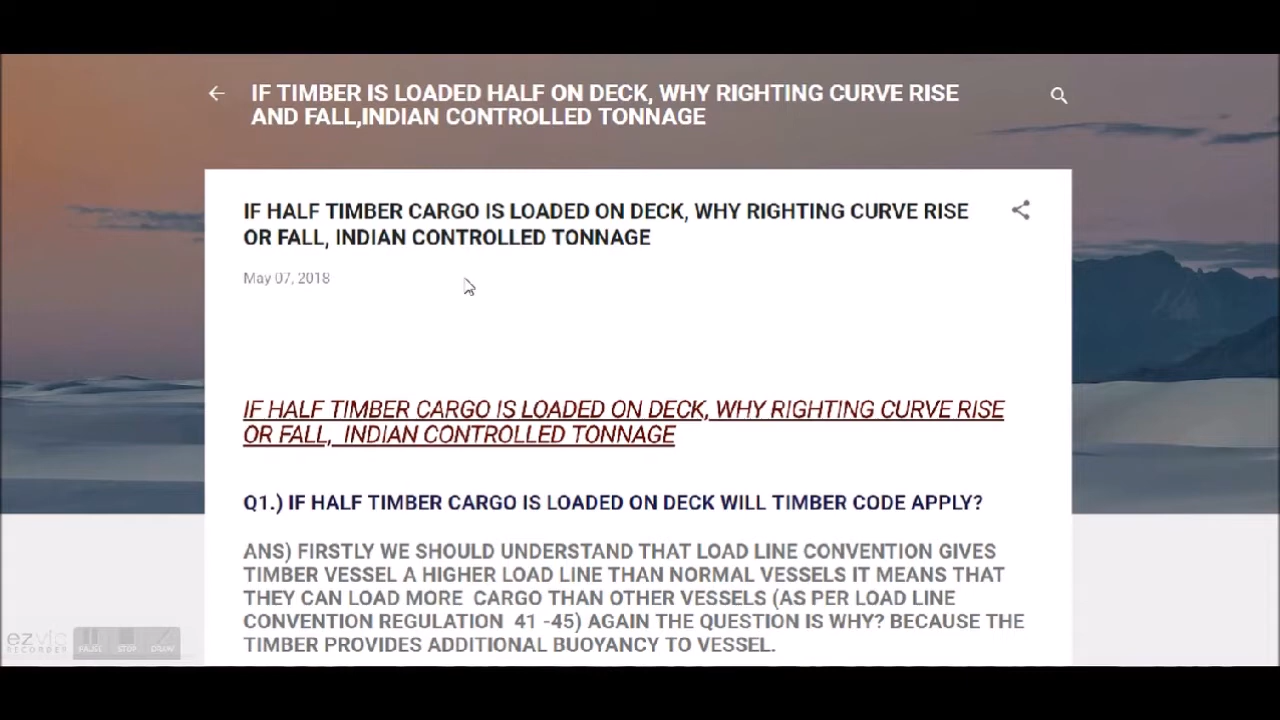 IF TIMBER IS LOADED HALF ON DECK, WHY RIGHTING CURVE RISE
AND FALL,INDIAN CONTROLLED TONNAGE
IF HALF TIMBER CARGO IS LOADED ON DECK, WHY RIGHTING CURVE RISE
OR FALL, INDIAN CONTROLLED TONNAGE
May 07, 2018
IF HALF TIMBER CARGO IS LOADED ON DECK, WHY RIGHTING CURVE RISE
OR FALL, INDIAN CONTROLLED TONNAGE
Q1.) IF HALF TIMBER CARGO IS LOADED ON DECK WILL TIMBER CODE APPLY?
ANS) FIRSTLY WE SHOULD UNDERSTAND THAT LOAD LINE CONVENTION GIVES
TIMBER VESSEL A HIGHER LOAD LINE THAN NORMAL VESSELS IT MEANS THAT
THEY CAN LOAD MORE CARGO THAN OTHER VESSELS (AS PER LOAD LINE
CONVENTION REGULATION 41 -45) AGAIN THE QUESTION IS WHY? BECAUSE THE
TIMBER PROVIDES ADDITIONAL BUOYANCY TO VESSEL.
ezvid
RECORDER
PAUSE STOP DRAW